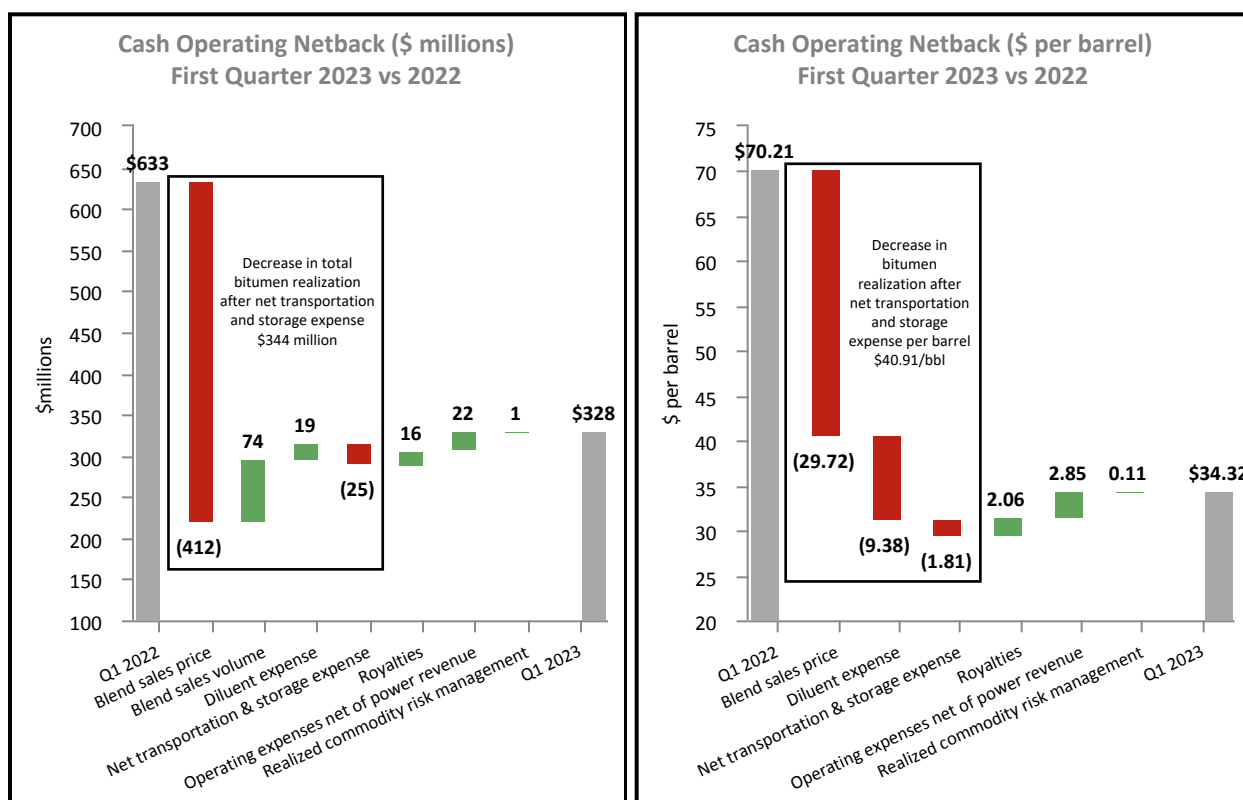 Cash Operating Netback ($ millions)
First Quarter 2023 vs 2022
$millions
700
650
600
550
500
450
400
350
300
250
200
150
100
$633
(412)
74
19
(25)
16
22
1
$328
Decrease in total
bitumen realization
after net transportation
and storage expense
$344 million
Q1 2022
Blend sales price
Blend sales volume
Diluent expense
Net transportation & storage expense
Royalties
Operating expenses net of power revenue
Realized commodity risk management
Q1 2023
Cash Operating Netback ($ per barrel)
First Quarter 2023 vs 2022
$ per barrel
75
70
65
60
55
50
45
40
35
30
25
20
$70.21
(29.72)
(9.38)
(1.81)
2.06
2.85
0.11
$34.32
Decrease in
bitumen
realization after
net transportation
and storage
expense per barrel
$40.91/bbl
Q1 2022
Blend sales price
Diluent expense
Net transportation & storage expense
Royalties
Operating expenses net of power revenue
Realized commodity risk management
Q1 2023